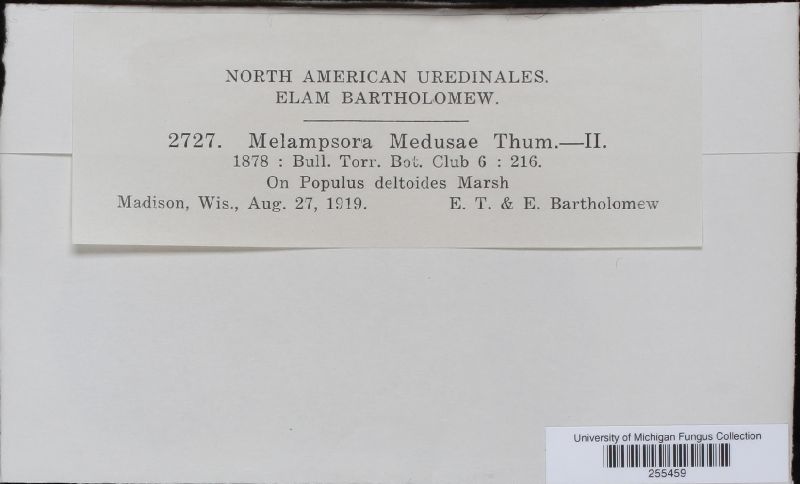 NORTH AMERICAN UREDINALES.
ELAM BARTHOLOMEW.
2727. Melampsora Medusae Thum.—II.
1878 : Bull. Torr. Bot. Club 6 : 216.
On Populus deltoides Marsh
Madison, Wis., Aug. 27, 1919. E. T. & E. Bartholomew
University of Michigan Fungus Collection
255459